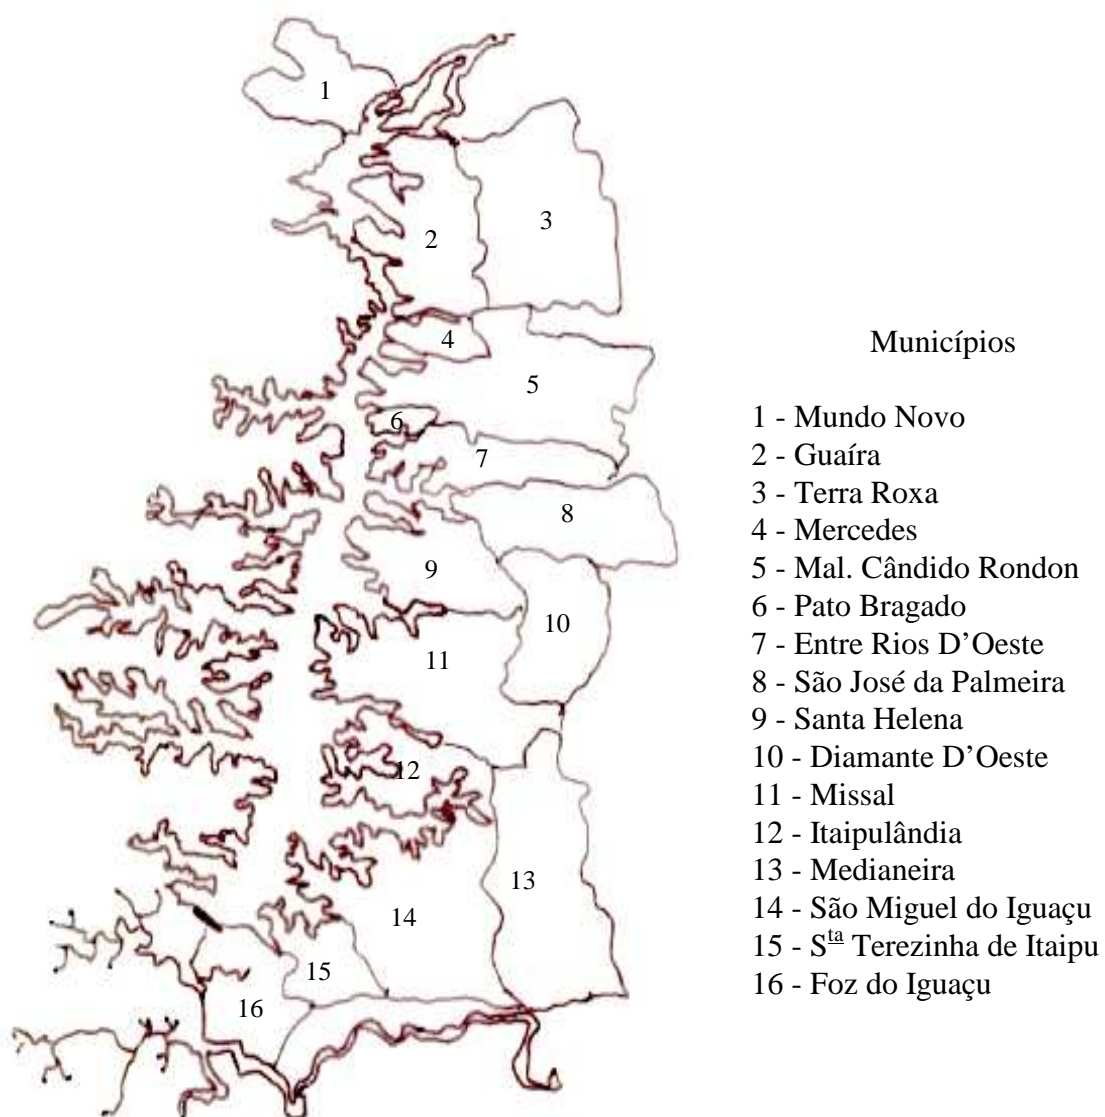 1
2
3
4
5
6
7
8
9
10
11
12
13
14
15
16
Municípios
1 - Mundo Novo
2 - Guaíra
3 - Terra Roxa
4 - Mercedes
5 - Mal. Cândido Rondon
6 - Pato Bragado
7 - Entre Rios D’Oeste
8 - São José da Palmeira
9 - Santa Helena
10 - Diamante D’Oeste
11 - Missal
12 - Itaipulândia
13 - Medianeira
14 - São Miguel do Iguaçu
15 - Sta Terezinha de Itaipu
16 - Foz do Iguaçu